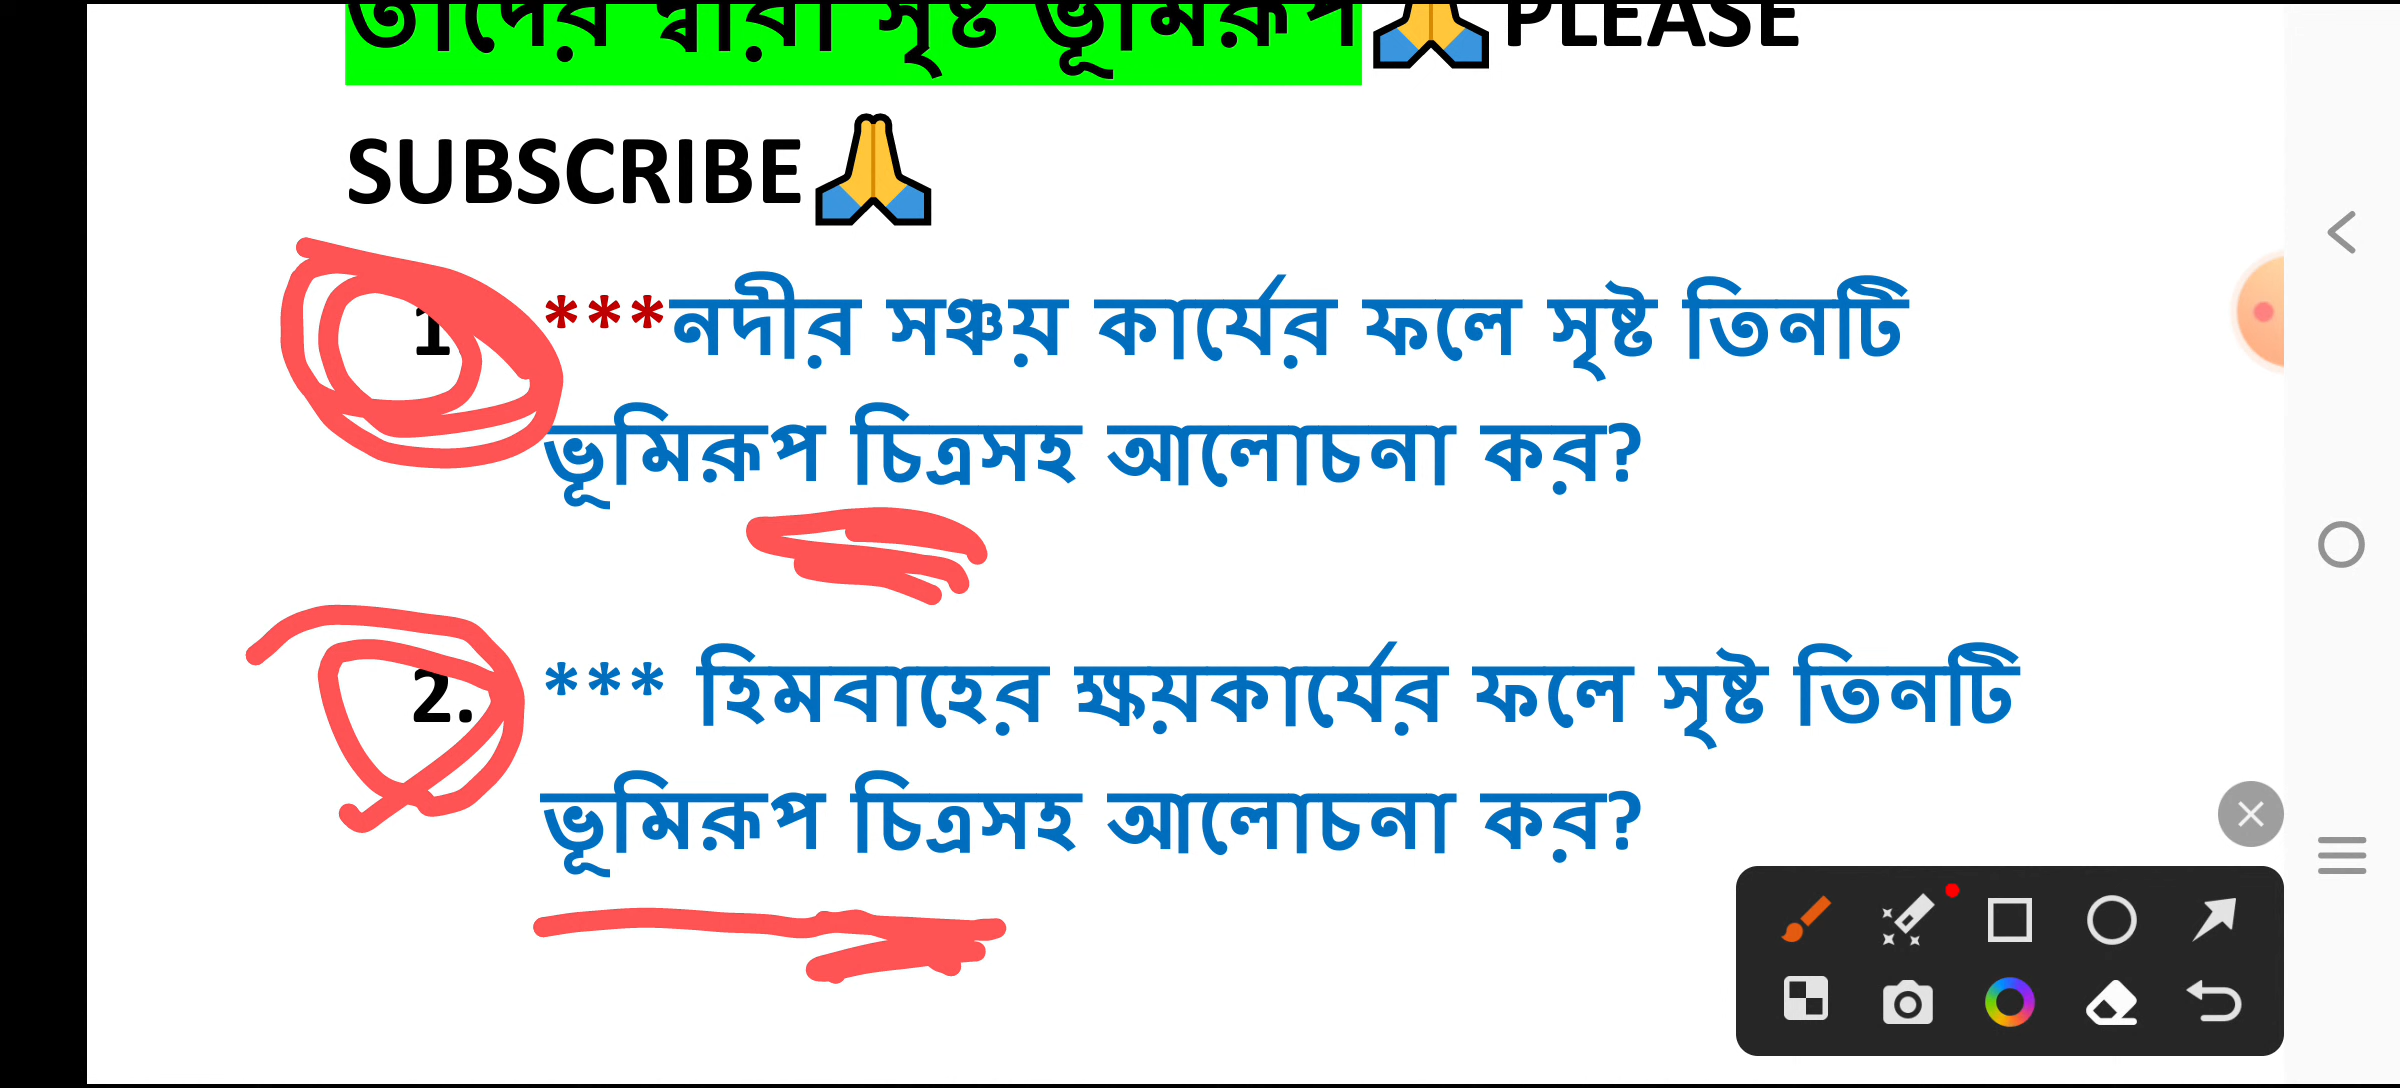 তাদের দ্বারা সৃষ্ট ভূমিরূপ🙏PLEASE
SUBSCRIBE🙏
1 ***নদীর সঞ্চয় কার্যের ফলে সৃষ্ট তিনটি
ভূমিরূপ চিত্রসহ আলোচনা কর?
2. *** হিমবাহের ক্ষয়কার্যের ফলে সৃষ্ট তিনটি
ভূমিরূপ চিত্রসহ আলোচনা কর?